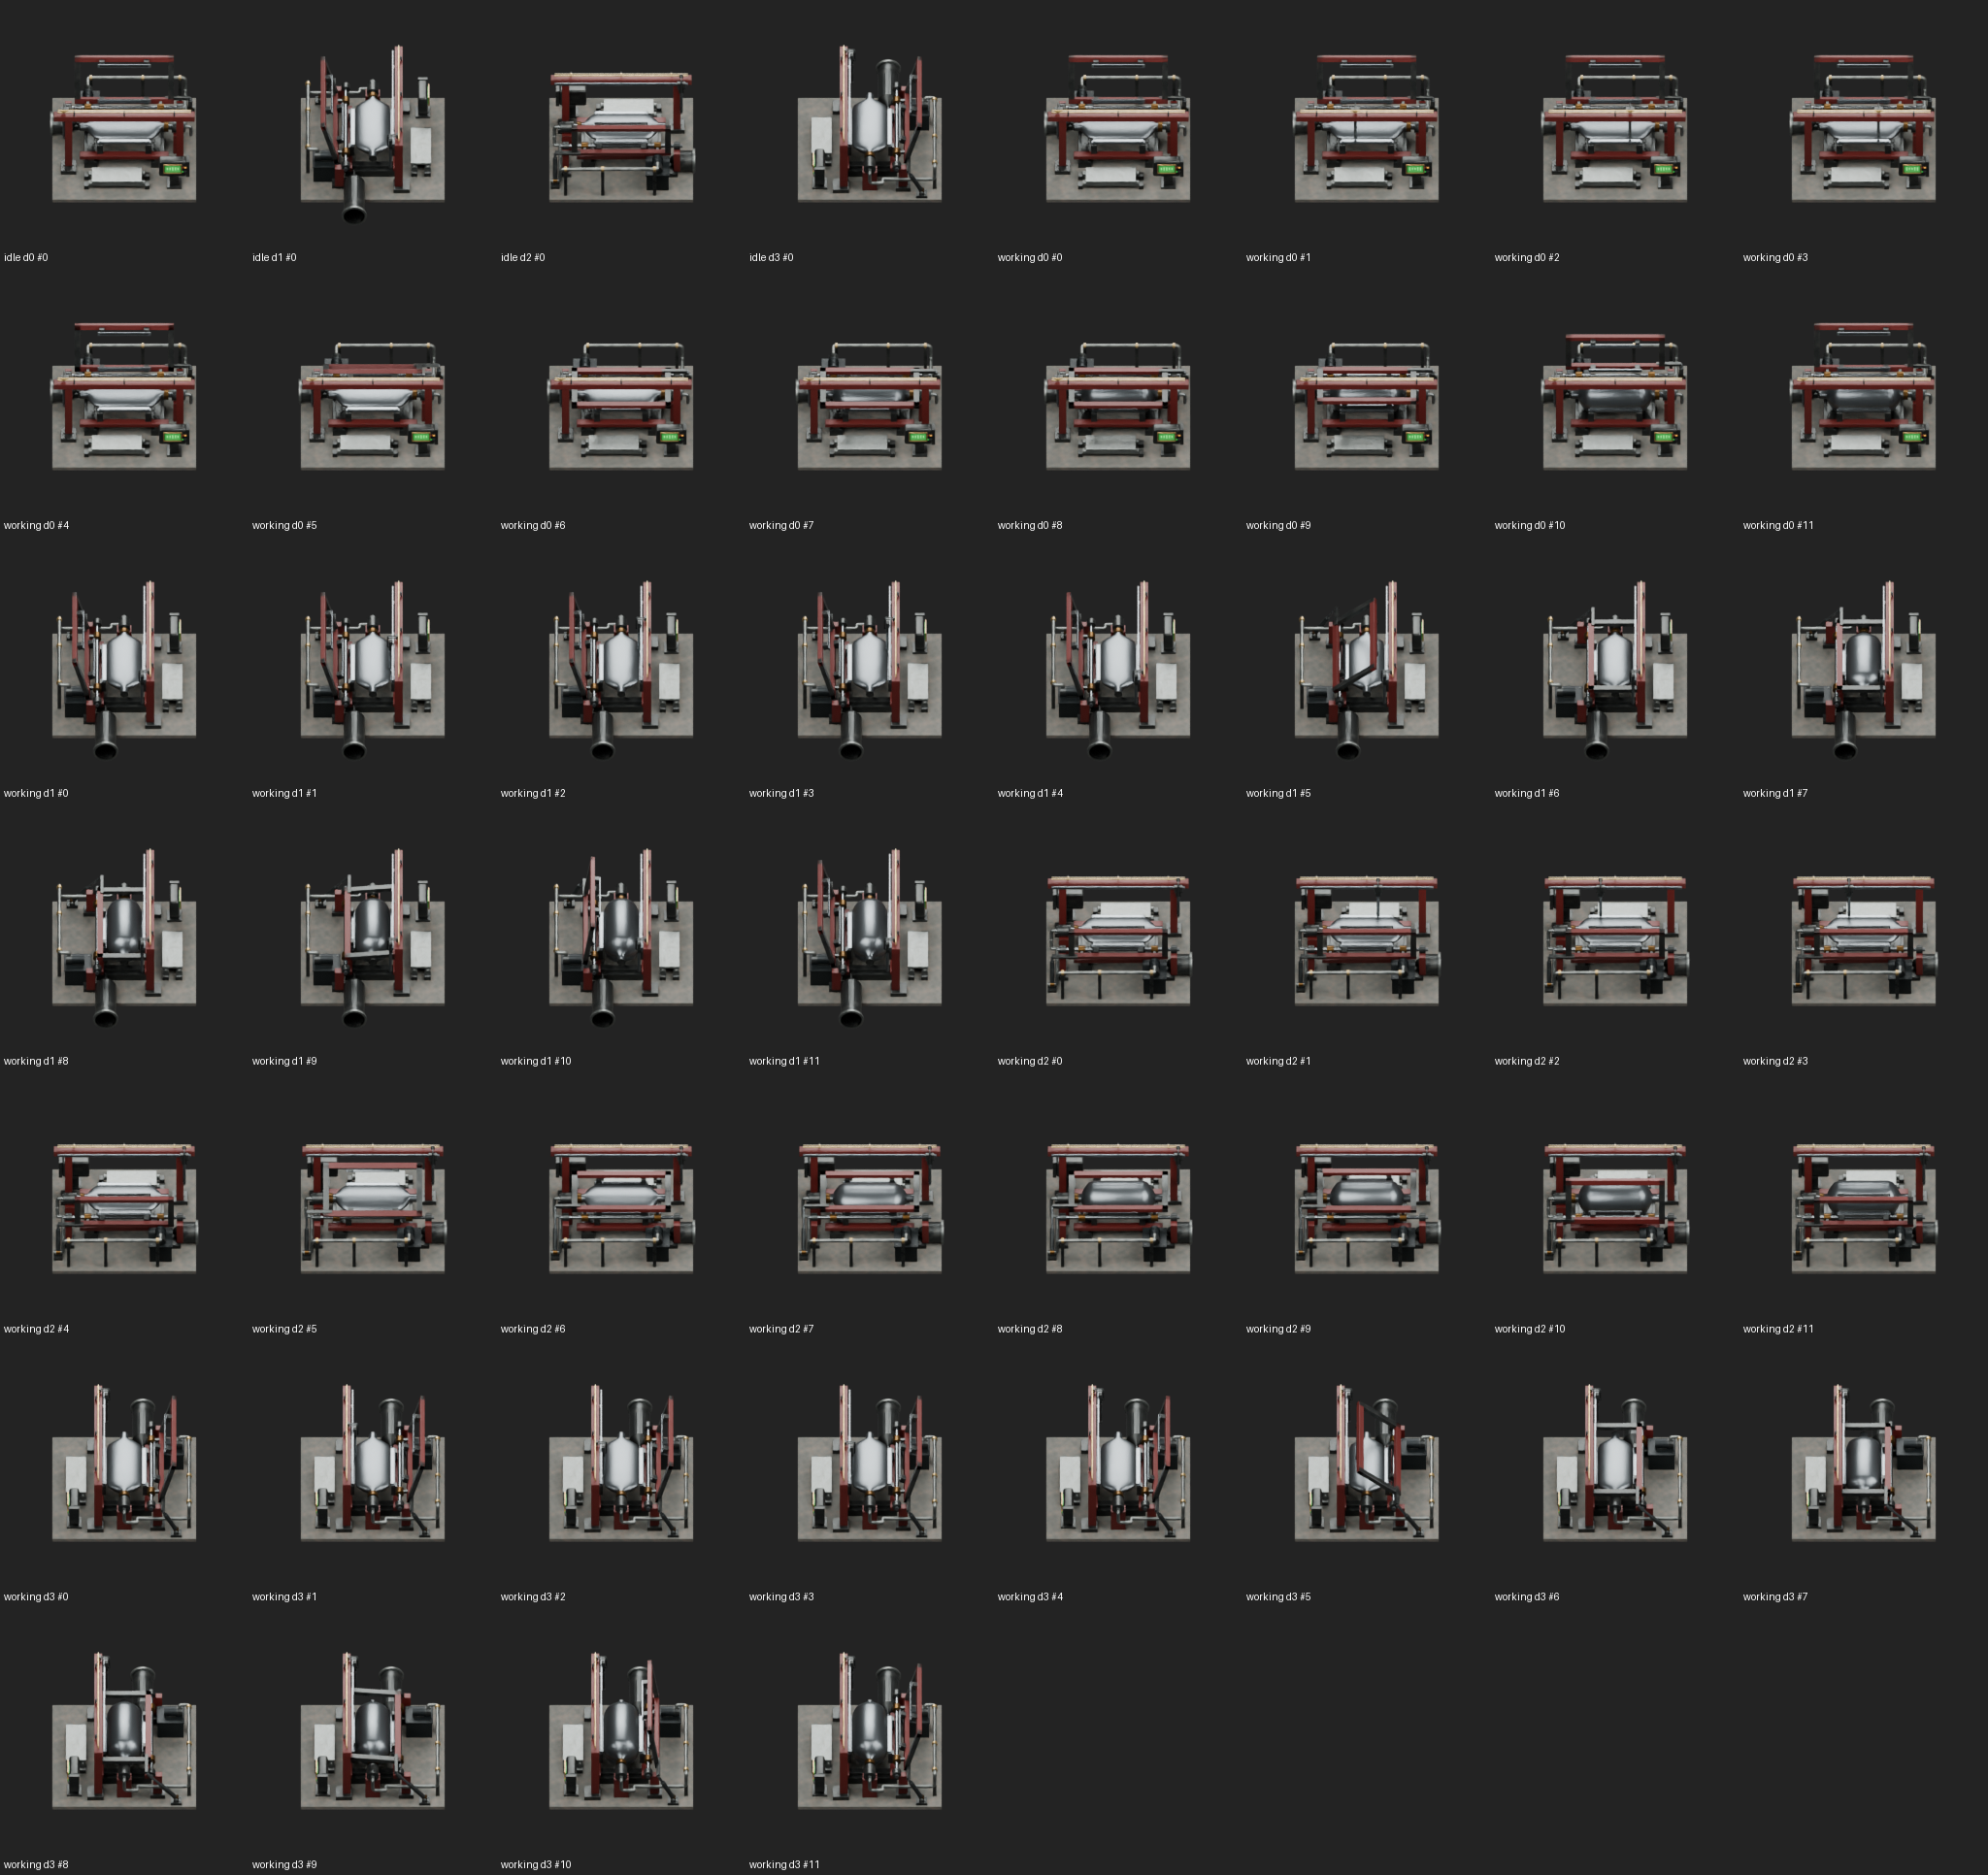 idle d0 #0
idle d1 #0
idle d2 #0
idle d3 #0
working d0 #0
working d0 #1
working d0 #2
working d0 #3
working d0 #4
working d0 #5
working d0 #6
working d0 #7
working d0 #8
working d0 #9
working d0 #10
working d0 #11
working d1 #0
working d1 #1
working d1 #2
working d1 #3
working d1 #4
working d1 #5
working d1 #6
working d1 #7
working d1 #8
working d1 #9
working d1 #10
working d1 #11
working d2 #0
working d2 #1
working d2 #2
working d2 #3
working d2 #4
working d2 #5
working d2 #6
working d2 #7
working d2 #8
working d2 #9
working d2 #10
working d2 #11
working d3 #0
working d3 #1
working d3 #2
working d3 #3
working d3 #4
working d3 #5
working d3 #6
working d3 #7
working d3 #8
working d3 #9
working d3 #10
working d3 #11